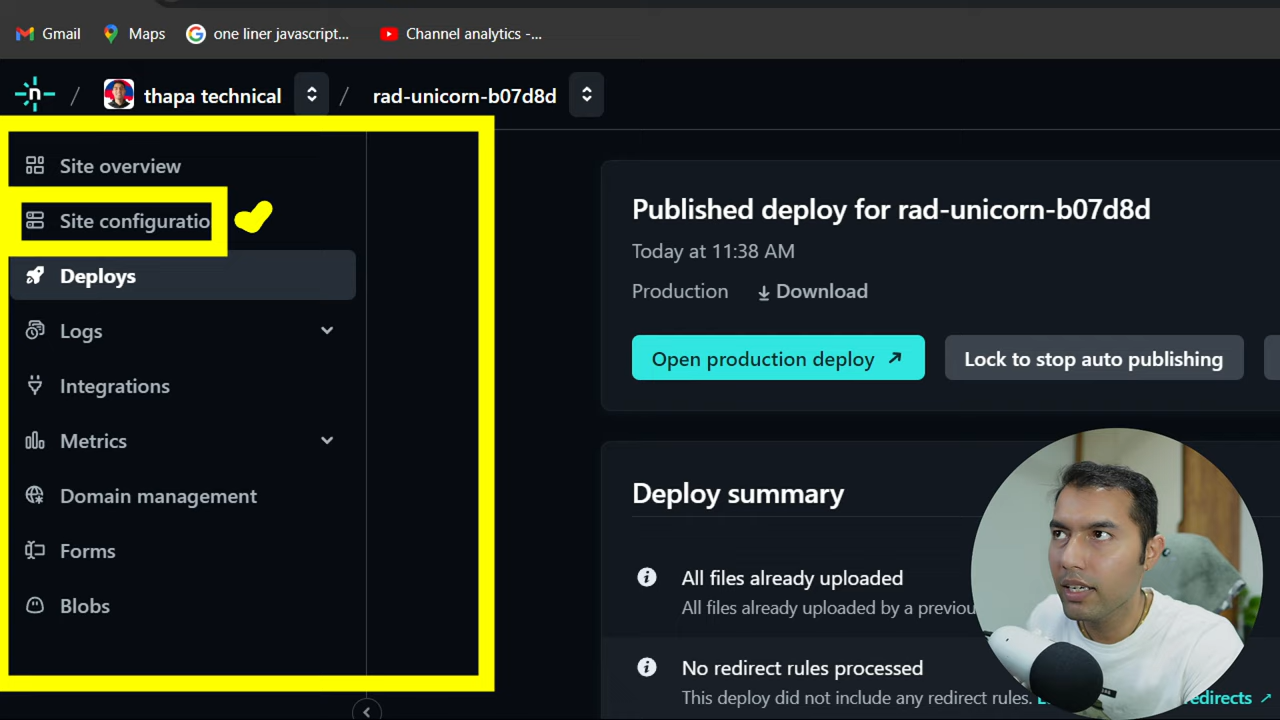 Gmail
Maps
one liner javascript...
Channel analytics -...
n / thapa technical / rad-unicorn-b07d8d
Site overview
Site configuratio
Deploys
Logs
Integrations
Metrics
Domain management
Forms
Blobs
Published deploy for rad-unicorn-b07d8d
Today at 11:38 AM
Production
Download
Open production deploy
Lock to stop auto publishing
Deploy summary
All files already uploaded
All files already uploaded by a previou
No redirect rules processed
This deploy did not include any redirect rules.
edirects